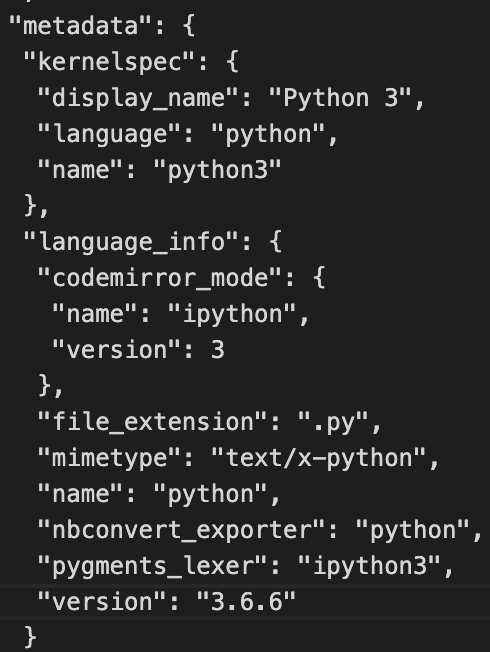 "metadata": {
"kernelspec": {
"display_name": "Python 3",
"language": "python",
"name": "python3"
},
"language_info": {
"codemirror_mode": {
"name": "ipython",
"version": 3
},
"file_extension": ".py",
"mimetype": "text/x-python",
"name": "python",
"nbconvert_exporter": "python",
"pygments_lexer": "ipython3",
"version": "3.6.6"
}